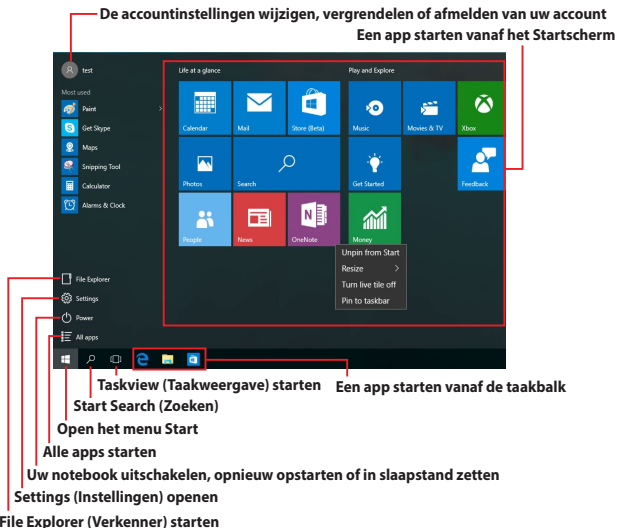 De accountinstellingen wijzigen, vergrendelen of afmelden van uw account
Een app starten vanaf het Startscherm
test
Life at a glance
Play and Explore
Most used
Paint
Get Skype
Maps
Snipping Tool
Calculator
Alarms & Clock
Calendar
Mail
Store (Beta)
Music
Movies & TV
Xbox
Photos
Search
Get Started
Feedback
People
News
N
OneNote
Money
Unpin from Start
Resize
Turn live tile off
Pin to taskbar
File Explorer
Settings
Power
All apps
Taskview (Taakweergave) starten
Een app starten vanaf de taakbalk
Start Search (Zoeken)
Open het menu Start
Alle apps starten
Uw notebook uitschakelen, opnieuw opstarten of in slaapstand zetten
Settings (Instellingen) openen
File Explorer (Verkenner) starten